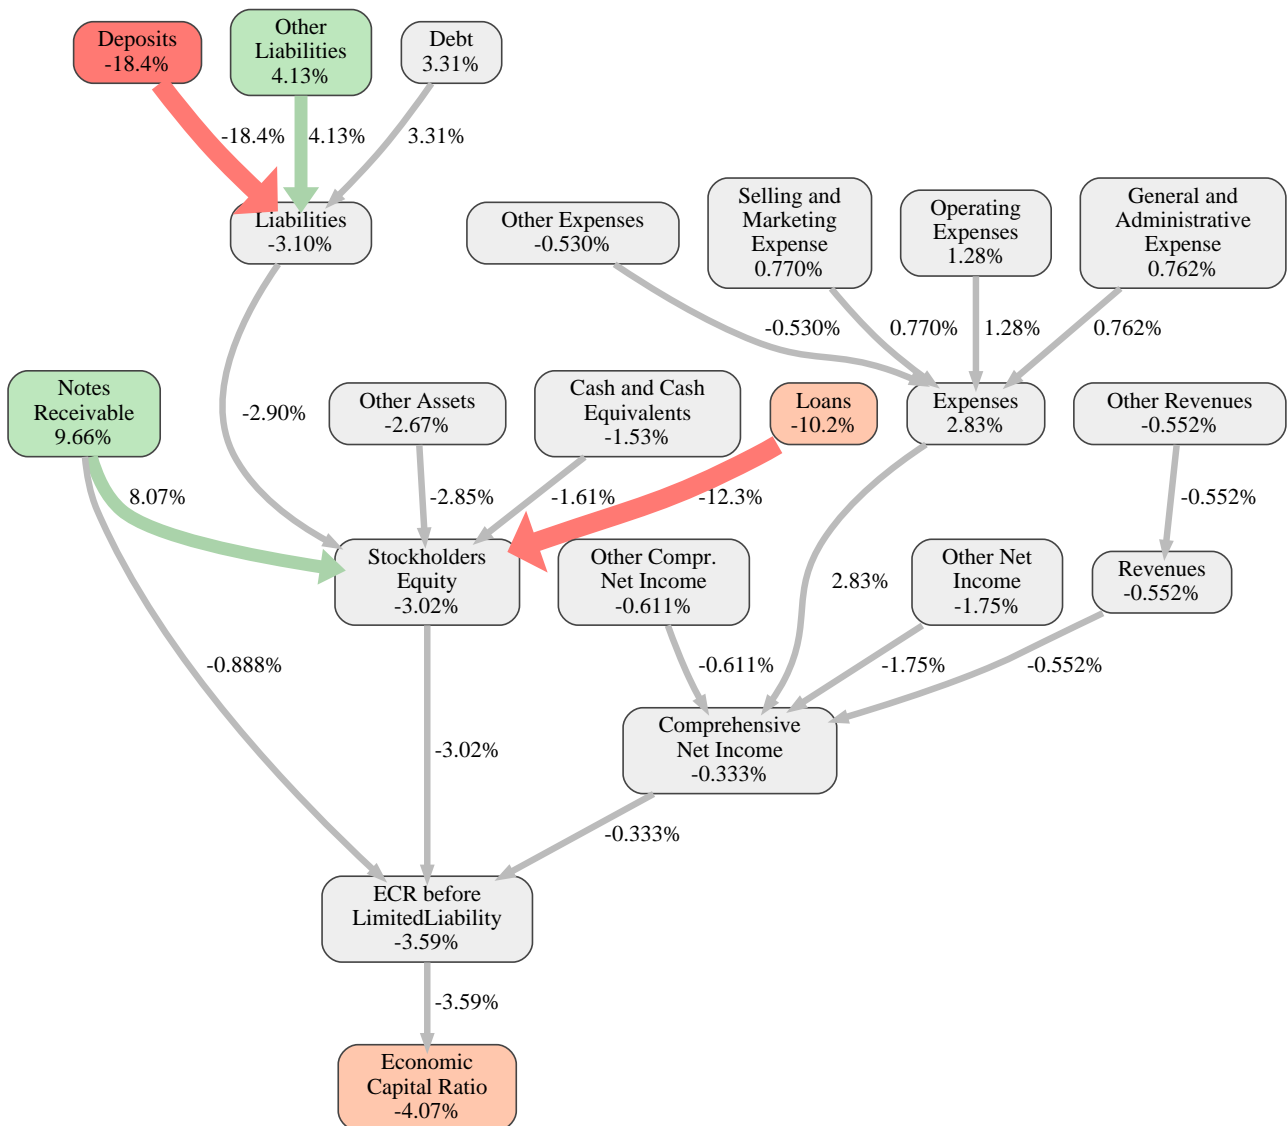 Deposits
-18.4%
Other
Liabilities
4.13%
Debt
3.31%
-18.4%
4.13%
3.31%
Liabilities
-3.10%
Other Expenses
-0.530%
Selling and
Marketing
Expense
0.770%
Operating
Expenses
1.28%
General and
Administrative
Expense
0.762%
-0.530%
0.770%
1.28%
0.762%
Notes
Receivable
9.66%
-2.90%
Other Assets
-2.67%
Cash and Cash
Equivalents
-1.53%
Loans
-10.2%
Expenses
2.83%
Other Revenues
-0.552%
8.07%
-2.85%
-1.61%
-12.3%
-0.552%
Stockholders
Equity
-3.02%
Other Compr.
Net Income
-0.611%
2.83%
Other Net
Income
-1.75%
Revenues
-0.552%
-0.888%
-0.611%
-1.75%
-0.552%
-3.02%
Comprehensive
Net Income
-0.333%
-0.333%
ECR before
LimitedLiability
-3.59%
-3.59%
Economic
Capital Ratio
-4.07%